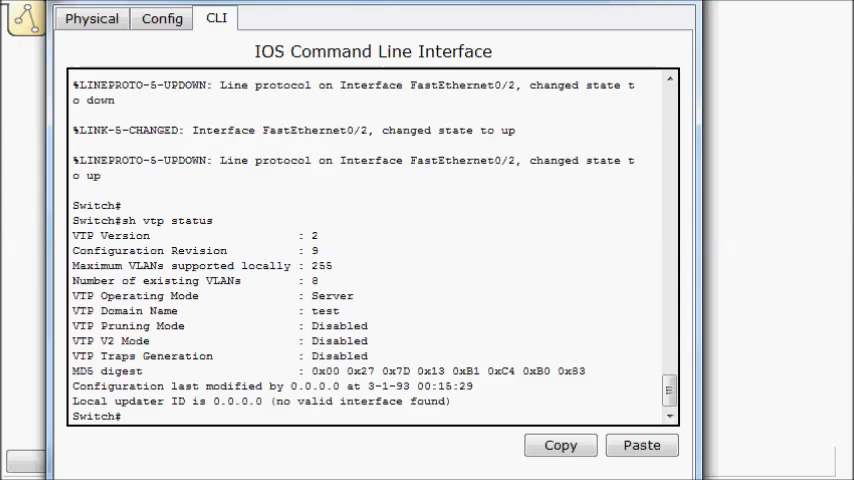 Physical
Config
CLI
IOS Command Line Interface
%LINEPROTO-5-UPDOWN: Line protocol on Interface FastEthernet0/2, changed state t
o down
%LINK-5-CHANGED: Interface FastEthernet0/2, changed state to up
%LINEPROTO-5-UPDOWN: Line protocol on Interface FastEthernet0/2, changed state t
o up
Switch#
Switch#sh vtp status
VTP Version : 2
Configuration Revision : 9
Maximum VLANs supported locally : 255
Number of existing VLANs : 8
VTP Operating Mode : Server
VTP Domain Name : test
VTP Pruning Mode : Disabled
VTP V2 Mode : Disabled
VTP Traps Generation : Disabled
MD5 digest : 0x00 0x27 0x7D 0x13 0xB1 0xC4 0xB0 0x83
Configuration last modified by 0.0.0.0 at 3-1-93 00:15:29
Local updater ID is 0.0.0.0 (no valid interface found)
Switch#
Copy
Paste